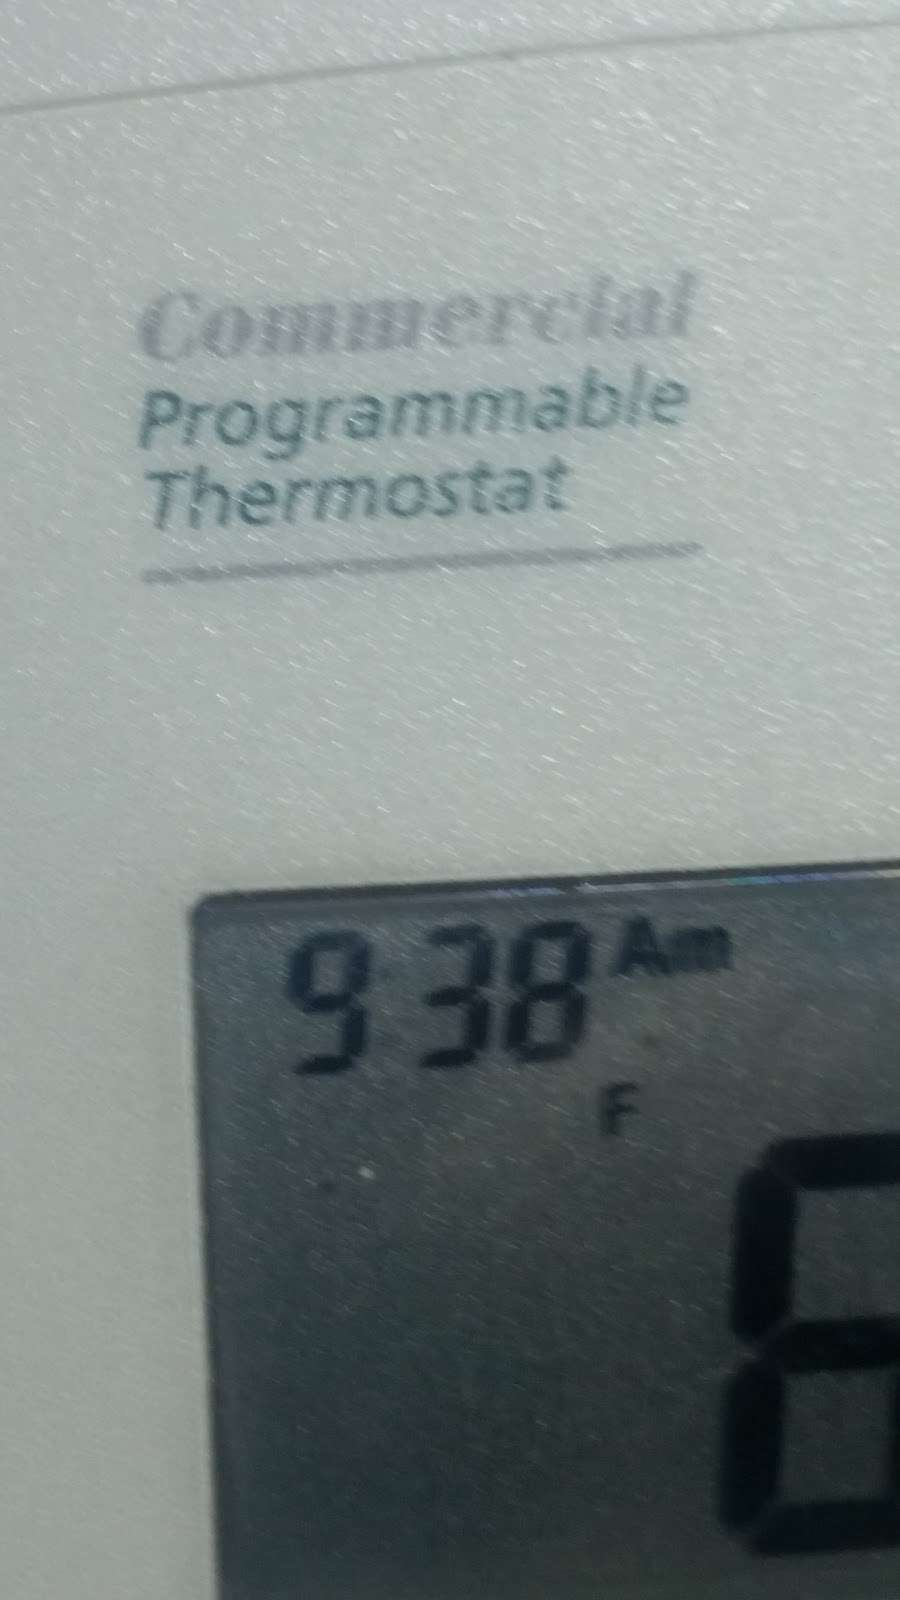 Commercial
Programmable
Thermostat
9 38 Am
F